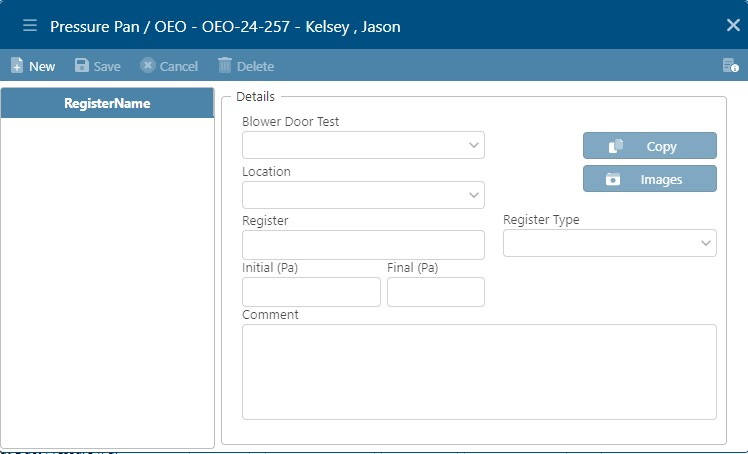 Pressure Pan / OEO - OEO-24-257 - Kelsey , Jason
New Save Cancel Delete
RegisterName
Details
Blower Door Test
Copy
Location
Images
Register
Register Type
Initial (Pa) Final (Pa)
Comment